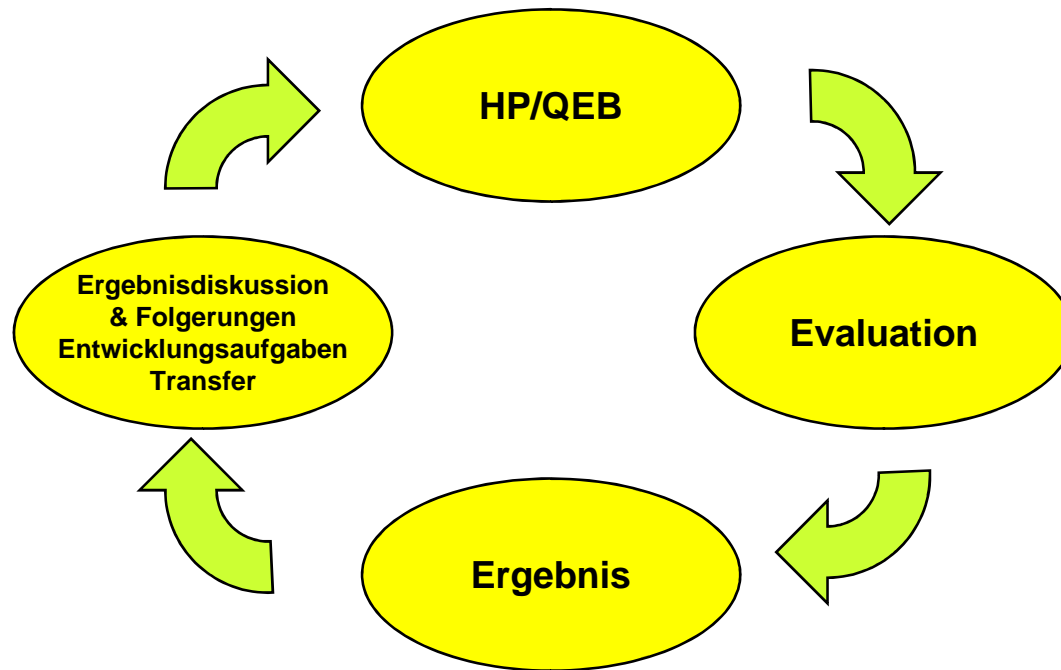 HP/QEB
Ergebnisdiskussion
& Folgerungen
Entwicklungsaufgaben
Transfer
Evaluation
Ergebnis